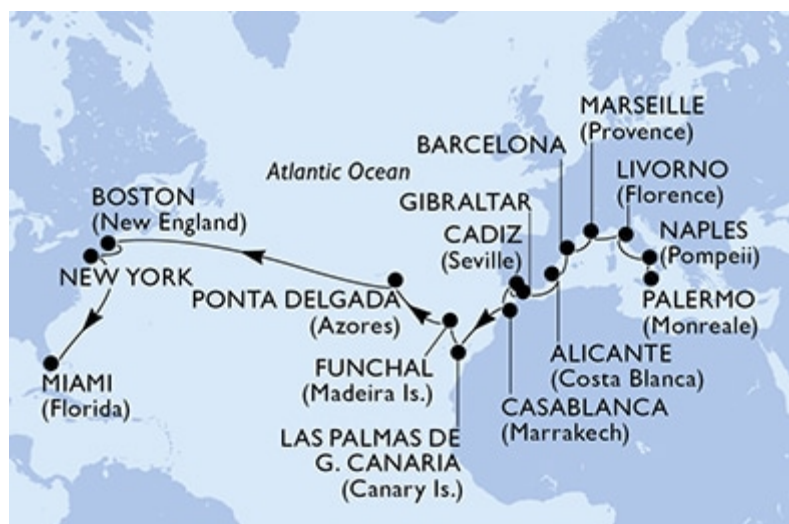 MARSEILLE
(Provence)
BARCELONA
LIVORNO
(Florence)
Atlantic Ocean
GIBRALTAR
BOSTON
(New England)
CADIZ
(Seville)
NAPLES
(Pompeii)
NEW YORK
PONTA DELGADA
(Azores)
PALERMO
(Monreale)
FUNCHAL
(Madeira Is.)
ALICANTE
(Costa Blanca)
MIAMI
(Florida)
CASABLANCA
(Marrakech)
LAS PALMAS DE
G. CANARIA
(Canary Is.)